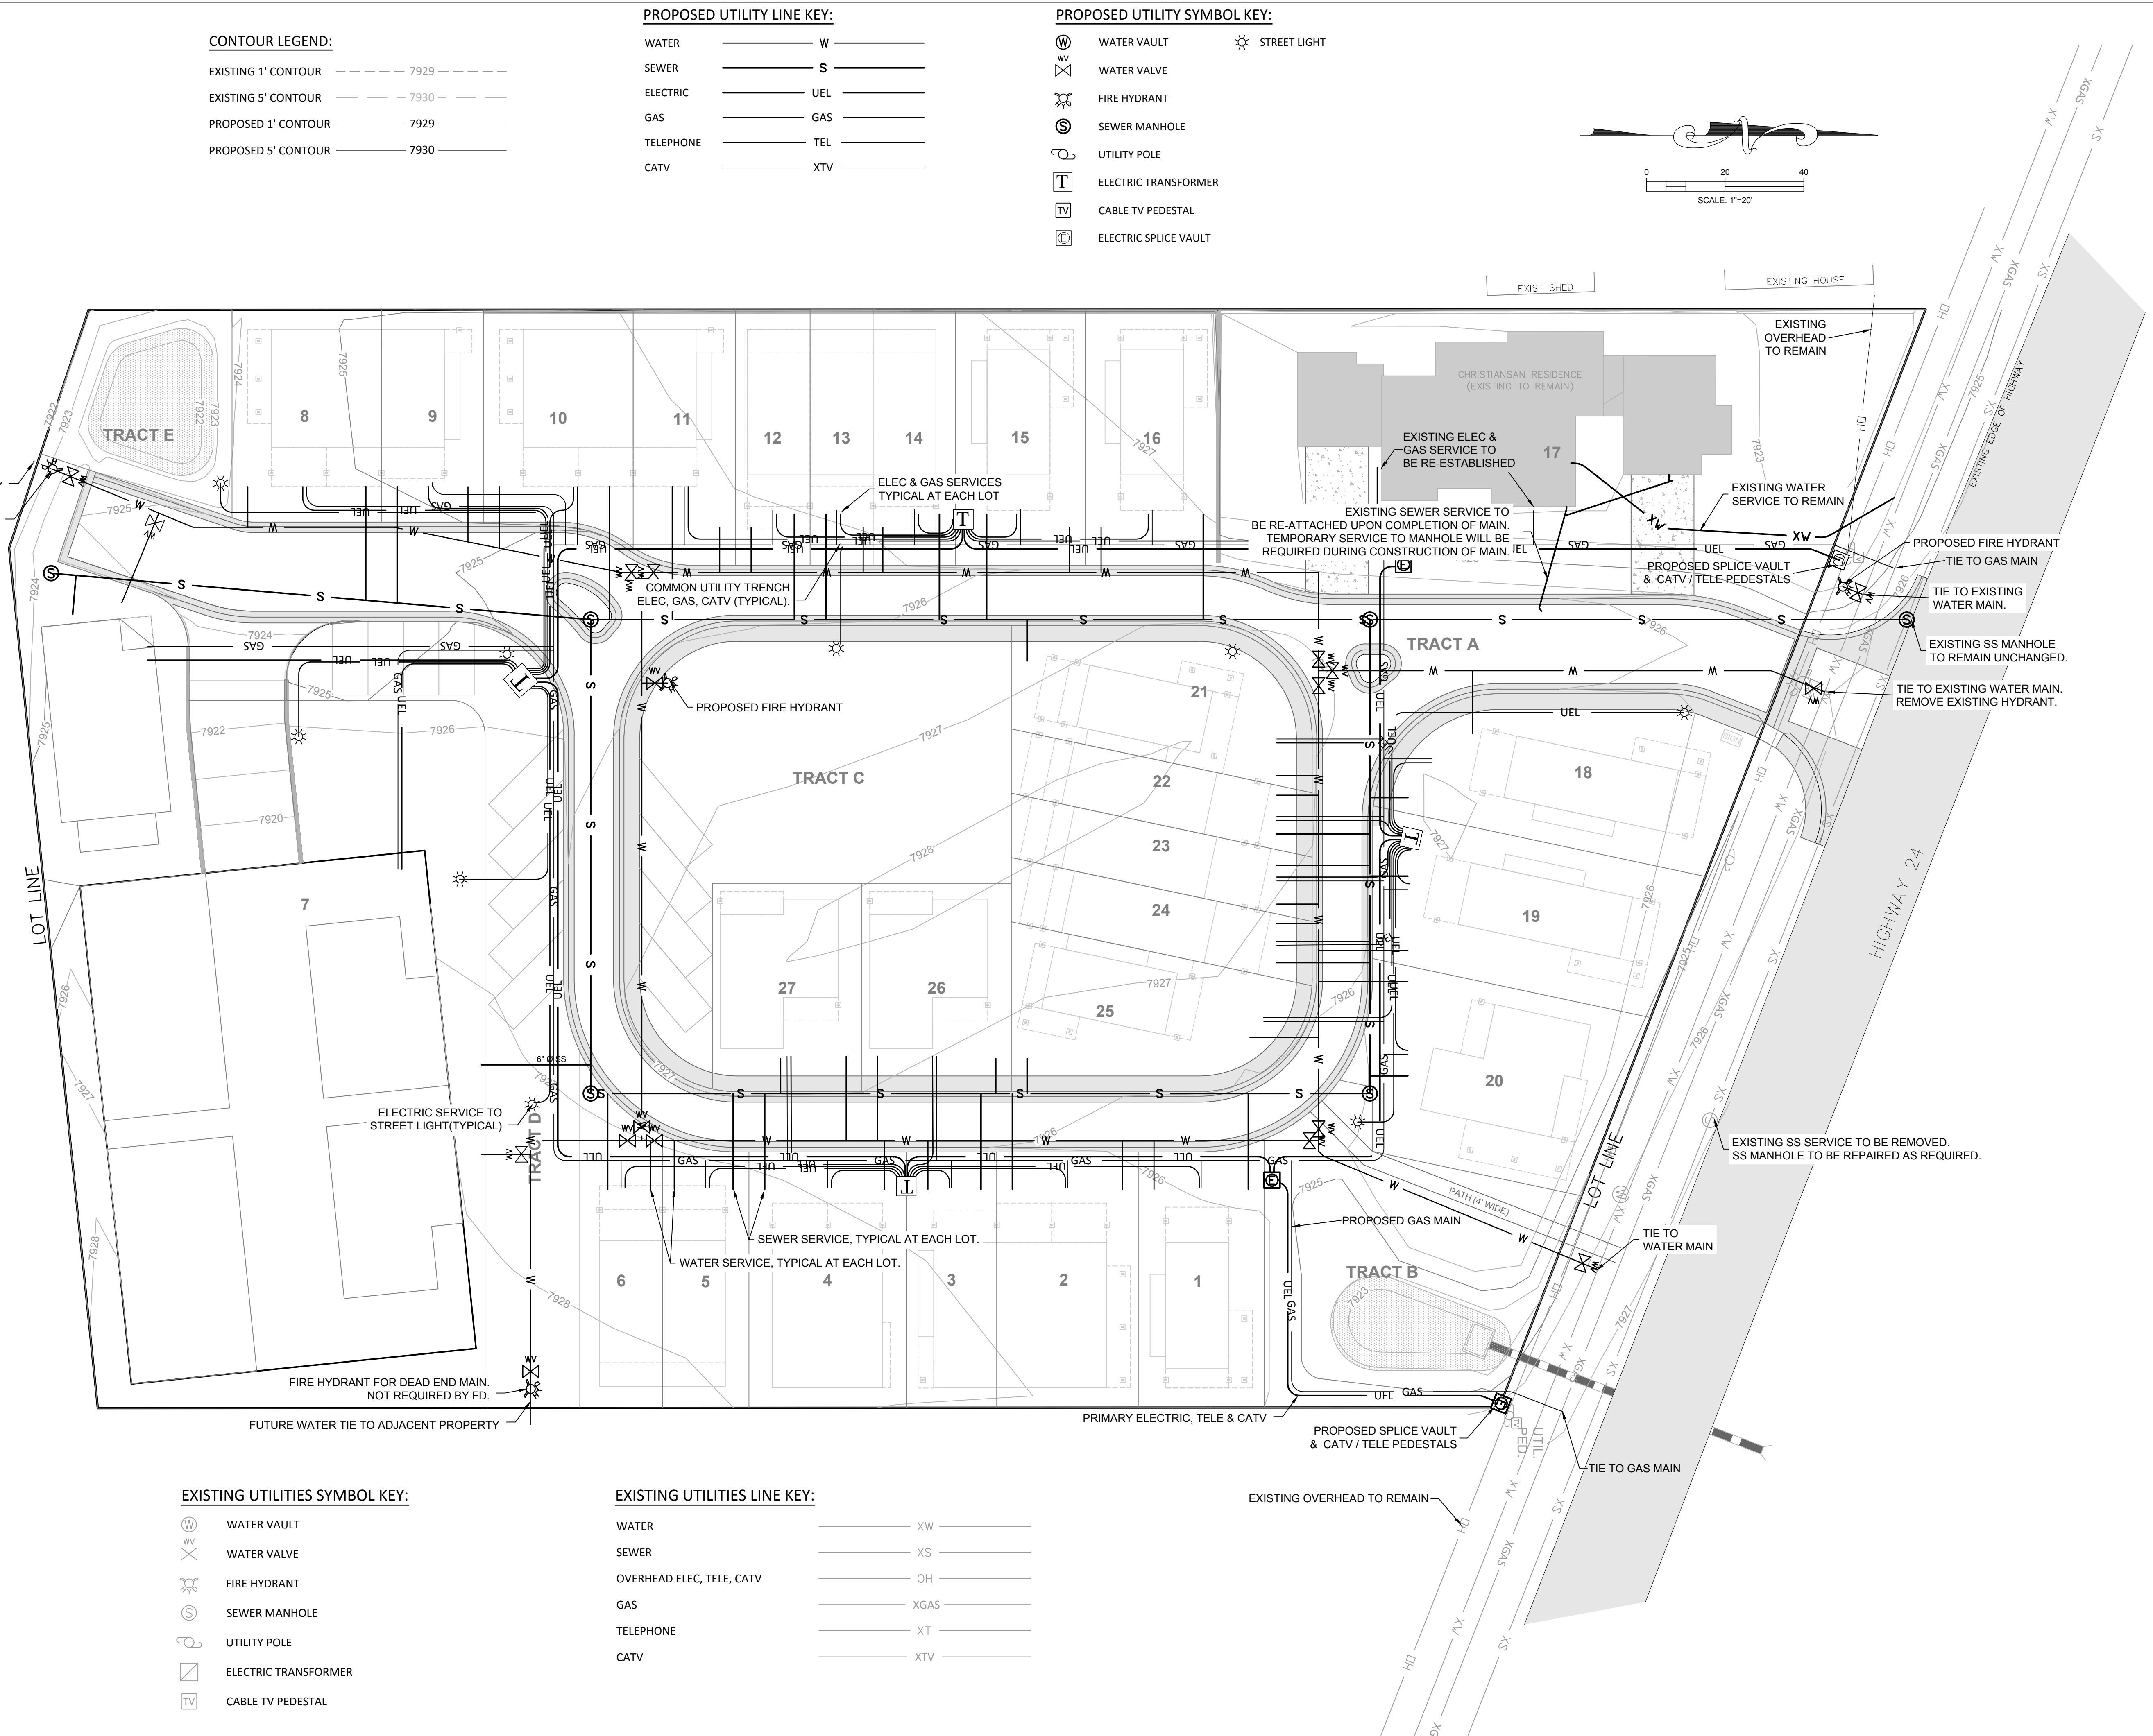 CONTOUR LEGEND:
EXISTING 1' CONTOUR 7929
EXISTING 5' CONTOUR 7930
PROPOSED 1' CONTOUR 7929
PROPOSED 5' CONTOUR 7930
PROPOSED UTILITY LINE KEY:
WATER W
SEWER S
ELECTRIC UEL
GAS GAS
TELEPHONE TEL
CATV XTV
PROPOSED UTILITY SYMBOL KEY:
W WATER VAULT
STREET LIGHT
WV WATER VALVE
FIRE HYDRANT
S SEWER MANHOLE
UTILITY POLE
T ELECTRIC TRANSFORMER
TV CABLE TV PEDESTAL
E ELECTRIC SPLICE VAULT
N
0 20 40
SCALE: 1"=20'
EXIST SHED
EXISTING HOUSE
EXISTING
OVERHEAD
TO REMAIN
CHRISTIANSAN RESIDENCE
(EXISTING TO REMAIN)
EXISTING EDGE OF HIGHWAY
TRACT E
8
9
10
11
12
13
14
15
16
17
ELEC & GAS SERVICES
TYPICAL AT EACH LOT
EXISTING ELEC &
GAS SERVICE TO
BE RE-ESTABLISHED
EXISTING WATER
SERVICE TO REMAIN
EXISTING SEWER SERVICE TO
BE RE-ATTACHED UPON COMPLETION OF MAIN.
TEMPORARY SERVICE TO MANHOLE WILL BE
REQUIRED DURING CONSTRUCTION OF MAIN.
PROPOSED SPLICE VAULT
& CATV / TELE PEDESTALS
PROPOSED FIRE HYDRANT
TIE TO GAS MAIN
TIE TO EXISTING
WATER MAIN.
EXISTING SS MANHOLE
TO REMAIN UNCHANGED.
TIE TO EXISTING WATER MAIN.
REMOVE EXISTING HYDRANT.
COMMON UTILITY TRENCH
ELEC, GAS, CATV (TYPICAL).
PROPOSED FIRE HYDRANT
TRACT A
TRACT C
SIGN
21
22
23
24
25
26
27
18
19
20
7
LOT LINE
HIGHWAY 24
6" Ø SS
ELECTRIC SERVICE TO
STREET LIGHT(TYPICAL)
TRACT D
EXISTING SS SERVICE TO BE REMOVED.
SS MANHOLE TO BE REPAIRED AS REQUIRED.
LOT LINE
PATH (4' WIDE)
PROPOSED GAS MAIN
TIE TO
WATER MAIN
SEWER SERVICE, TYPICAL AT EACH LOT.
WATER SERVICE, TYPICAL AT EACH LOT.
TRACT B
6
5
4
3
2
1
FIRE HYDRANT FOR DEAD END MAIN.
NOT REQUIRED BY FD.
FUTURE WATER TIE TO ADJACENT PROPERTY
PRIMARY ELECTRIC, TELE & CATV
PROPOSED SPLICE VAULT
& CATV / TELE PEDESTALS
UTIL.
PED.
TIE TO GAS MAIN
EXISTING OVERHEAD TO REMAIN
EXISTING UTILITIES SYMBOL KEY:
W WATER VAULT
WV WATER VALVE
FIRE HYDRANT
S SEWER MANHOLE
UTILITY POLE
ELECTRIC TRANSFORMER
TV CABLE TV PEDESTAL
EXISTING UTILITIES LINE KEY:
WATER XW
SEWER XS
OVERHEAD ELEC, TELE, CATV OH
GAS XGAS
TELEPHONE XT
CATV XTV